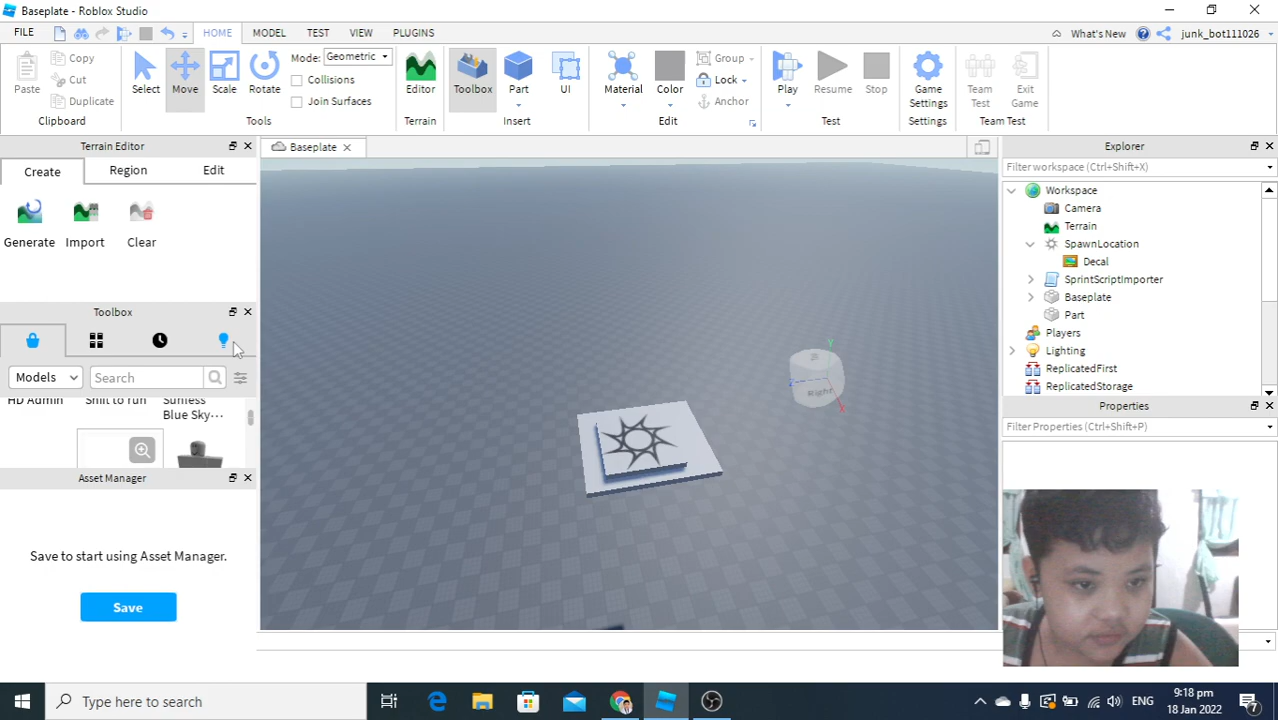 Baseplate - Roblox Studio
FILE HOME MODEL TEST VIEW PLUGINS What's New junk_bot111026
Paste Copy Cut Duplicate Clipboard
Select Move Scale Rotate Mode: Geometric Collisions Join Surfaces Tools
Editor Terrain
Toolbox Part UI Insert
Material Color Group Lock Anchor Edit
Play Resume Stop Test
Game Settings Settings
Team Test Exit Game Team Test
Terrain Editor
Create Region Edit
Generate Import Clear
Toolbox
Models Search
HD Admin Shift to run Sunless
Blue Sky...
Asset Manager
Save to start using Asset Manager.
Save
Baseplate
Y
Right
Z
X
Explorer
Filter workspace (Ctrl+Shift+X)
Workspace
Camera
Terrain
SpawnLocation
Decal
SprintScriptImporter
Baseplate
Part
Players
Lighting
ReplicatedFirst
ReplicatedStorage
Properties
Filter Properties (Ctrl+Shift+P)
Type here to search
ENG
9:18 pm
18 Jan 2022
7